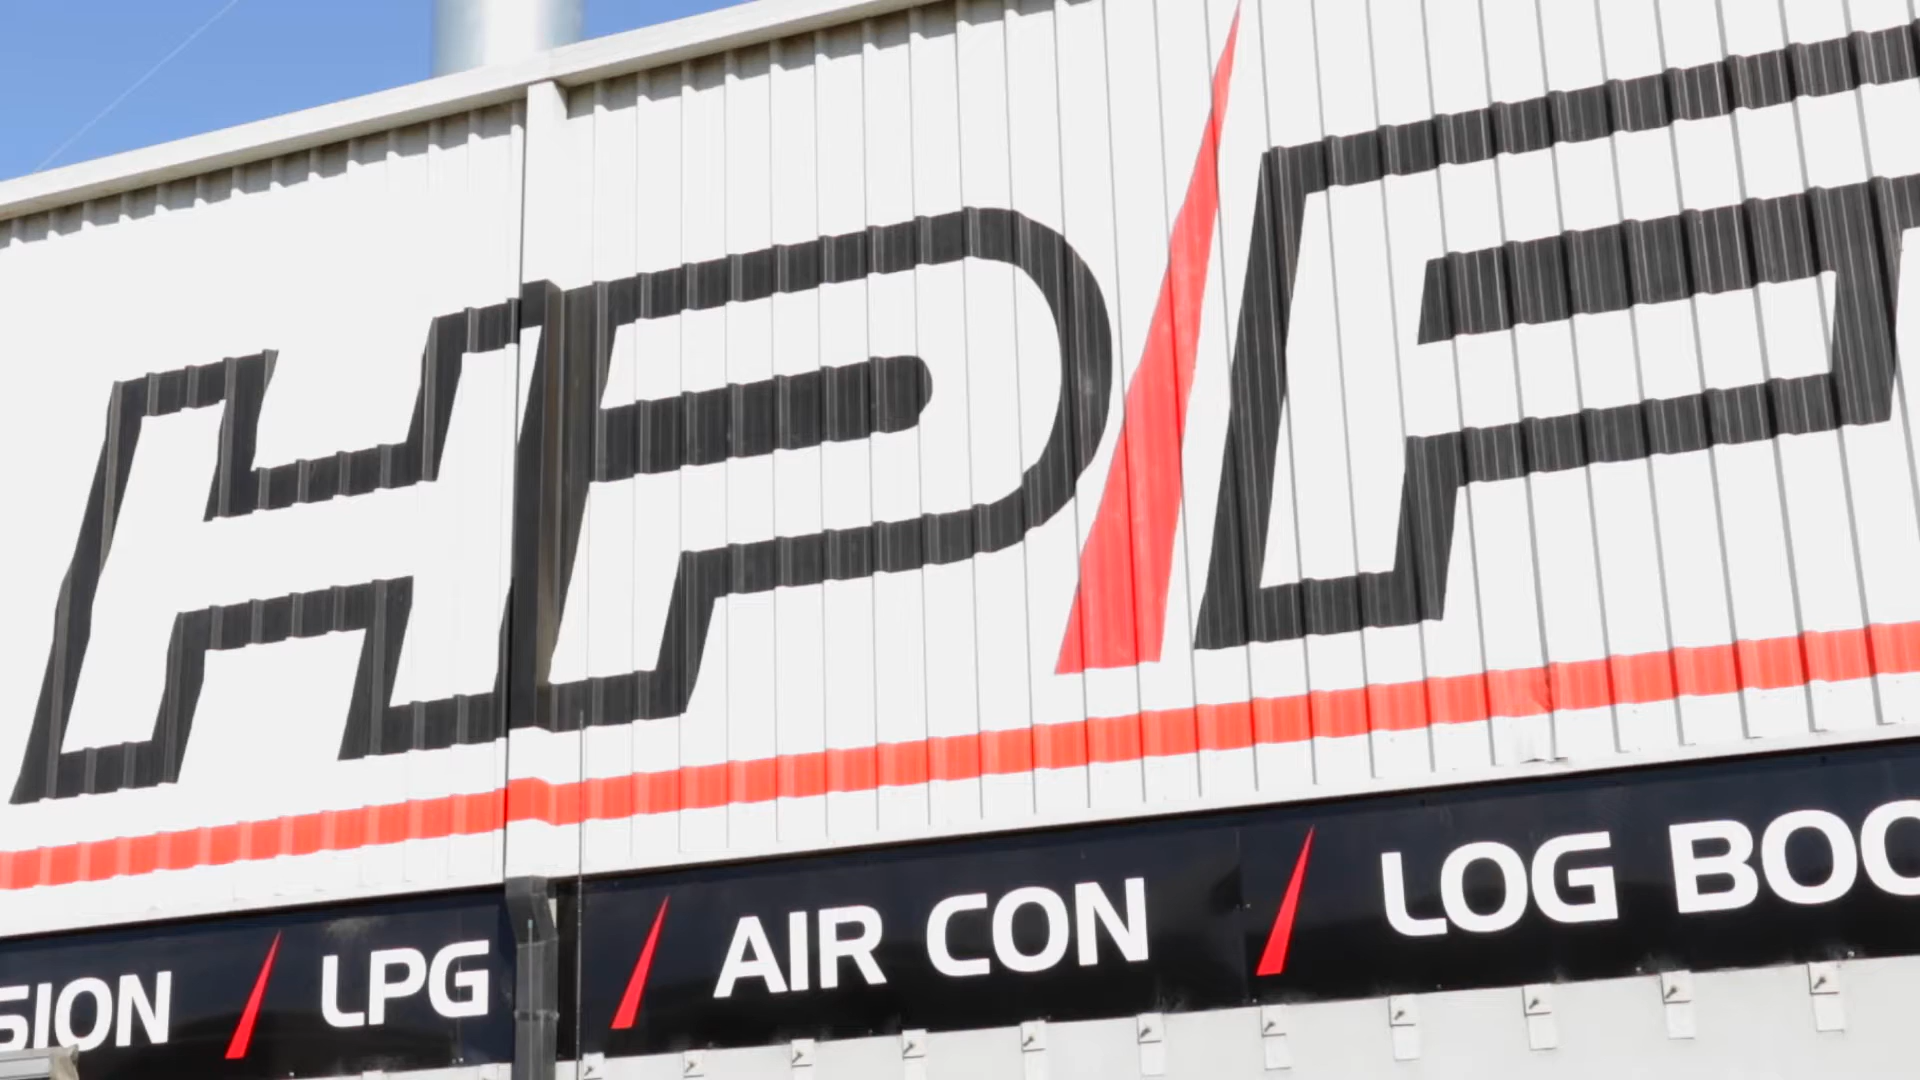 HP/F
SION / LPG / AIR CON / LOG BOO